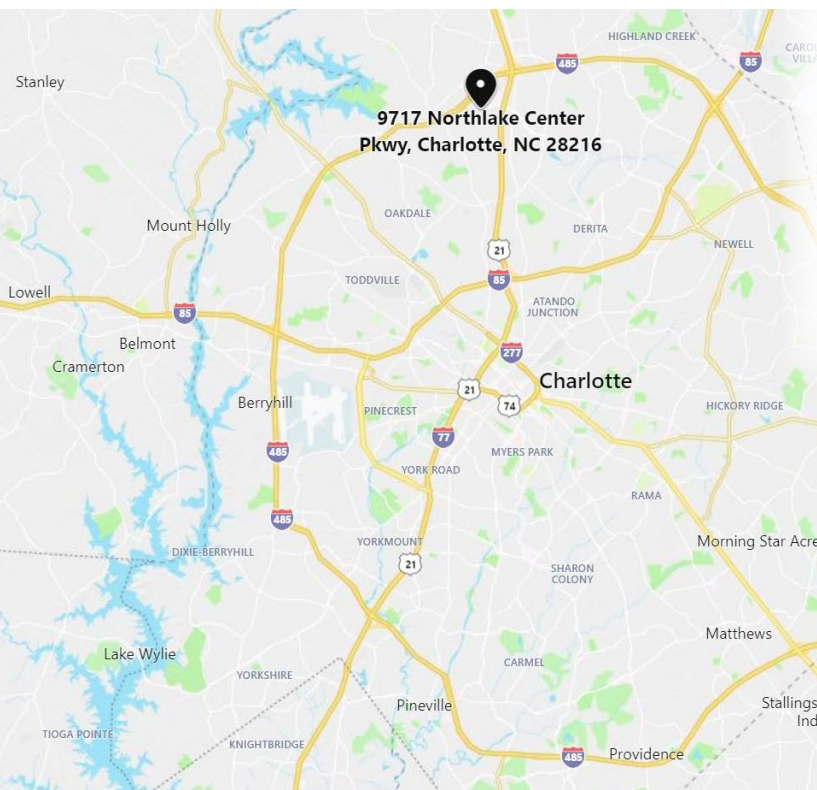 HIGHLAND CREEK
485
85
CAROL
VILLA
Stanley
9717 Northlake Center
Pkwy, Charlotte, NC 28216
OAKDALE
Mount Holly
DERITA
NEWELL
21
TODDVILLE
85
Lowell
85
ATANDO
JUNCTION
Belmont
277
Cramerton
Charlotte
21
Berryhill
74
PINECREST
HICKORY RIDGE
77
485
MYERS PARK
YORK ROAD
RAMA
485
YORKMOUNT
Morning Star Acre
DIXIE-BERRYHILL
21
SHARON
COLONY
Matthews
Lake Wylie
CARMEL
YORKSHIRE
Pineville
Stallings
Ind
TIOGA POINTE
KNIGHTBRIDGE
485
Providence